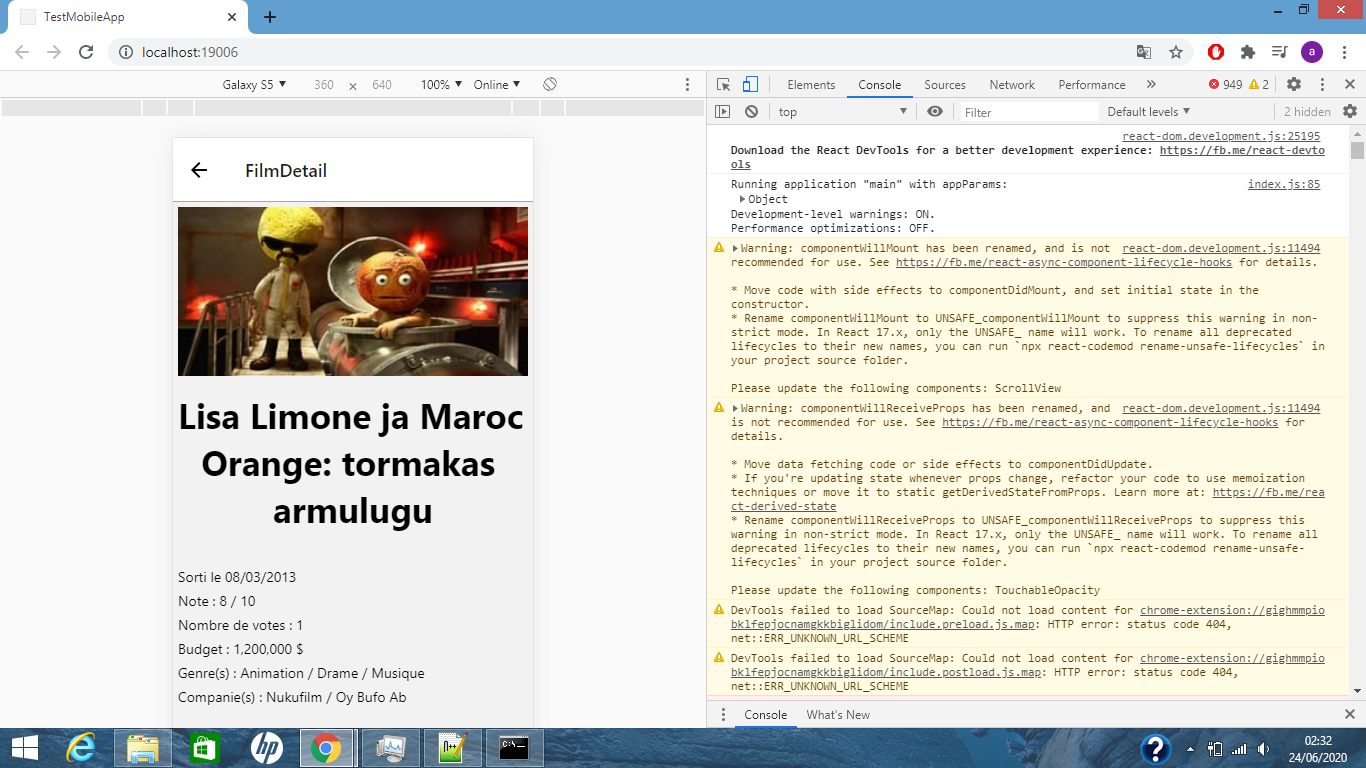 TestMobileApp
localhost:19006
a
Galaxy S5 360 × 640 100% Online
Elements Console Sources Network Performance 949 2
top Filter Default levels 2 hidden
FilmDetail
Lisa Limone ja Maroc
Orange: tormakas
armulugu
Sorti le 08/03/2013
Note : 8 / 10
Nombre de votes : 1
Budget : 1,200,000 $
Genre(s) : Animation / Drame / Musique
Companie(s) : Nukufilm / Oy Bufo Ab
react-dom.development.js:25195
Download the React DevTools for a better development experience: https://fb.me/react-devto
ols
Running application "main" with appParams: index.js:85
Object
Development-level warnings: ON.
Performance optimizations: OFF.
Warning: componentWillMount has been renamed, and is not react-dom.development.js:11494
recommended for use. See https://fb.me/react-async-component-lifecycle-hooks for details.
* Move code with side effects to componentDidMount, and set initial state in the
constructor.
* Rename componentWillMount to UNSAFE_componentWillMount to suppress this warning in non-
strict mode. In React 17.x, only the UNSAFE_ name will work. To rename all deprecated
lifecycles to their new names, you can run `npx react-codemod rename-unsafe-lifecycles` in
your project source folder.
Please update the following components: ScrollView
Warning: componentWillReceiveProps has been renamed, and react-dom.development.js:11494
is not recommended for use. See https://fb.me/react-async-component-lifecycle-hooks for
details.
* Move data fetching code or side effects to componentDidUpdate.
* If you're updating state whenever props change, refactor your code to use memoization
techniques or move it to static getDerivedStateFromProps. Learn more at: https://fb.me/rea
ct-derived-state
* Rename componentWillReceiveProps to UNSAFE_componentWillReceiveProps to suppress this
warning in non-strict mode. In React 17.x, only the UNSAFE_ name will work. To rename all
deprecated lifecycles to their new names, you can run `npx react-codemod rename-unsafe-
lifecycles` in your project source folder.
Please update the following components: TouchableOpacity
DevTools failed to load SourceMap: Could not load content for chrome-extension://gighmmpio
bklfepjocnamgkkbiglidom/include.preload.js.map: HTTP error: status code 404,
net::ERR_UNKNOWN_URL_SCHEME
DevTools failed to load SourceMap: Could not load content for chrome-extension://gighmmpio
bklfepjocnamgkkbiglidom/include.postload.js.map: HTTP error: status code 404,
net::ERR_UNKNOWN_URL_SCHEME
Console What's New
hp
02:32
24/06/2020